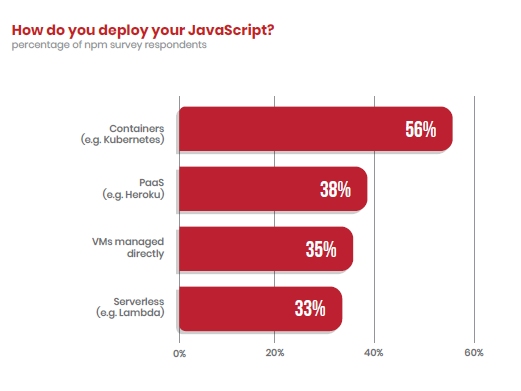 How do you deploy your JavaScript?
percentage of npm survey respondents
Containers
(e.g. Kubernetes)
56%
PaaS
(e.g. Heroku)
38%
VMs managed
directly
35%
Serverless
(e.g. Lambda)
33%
0%
20%
40%
60%